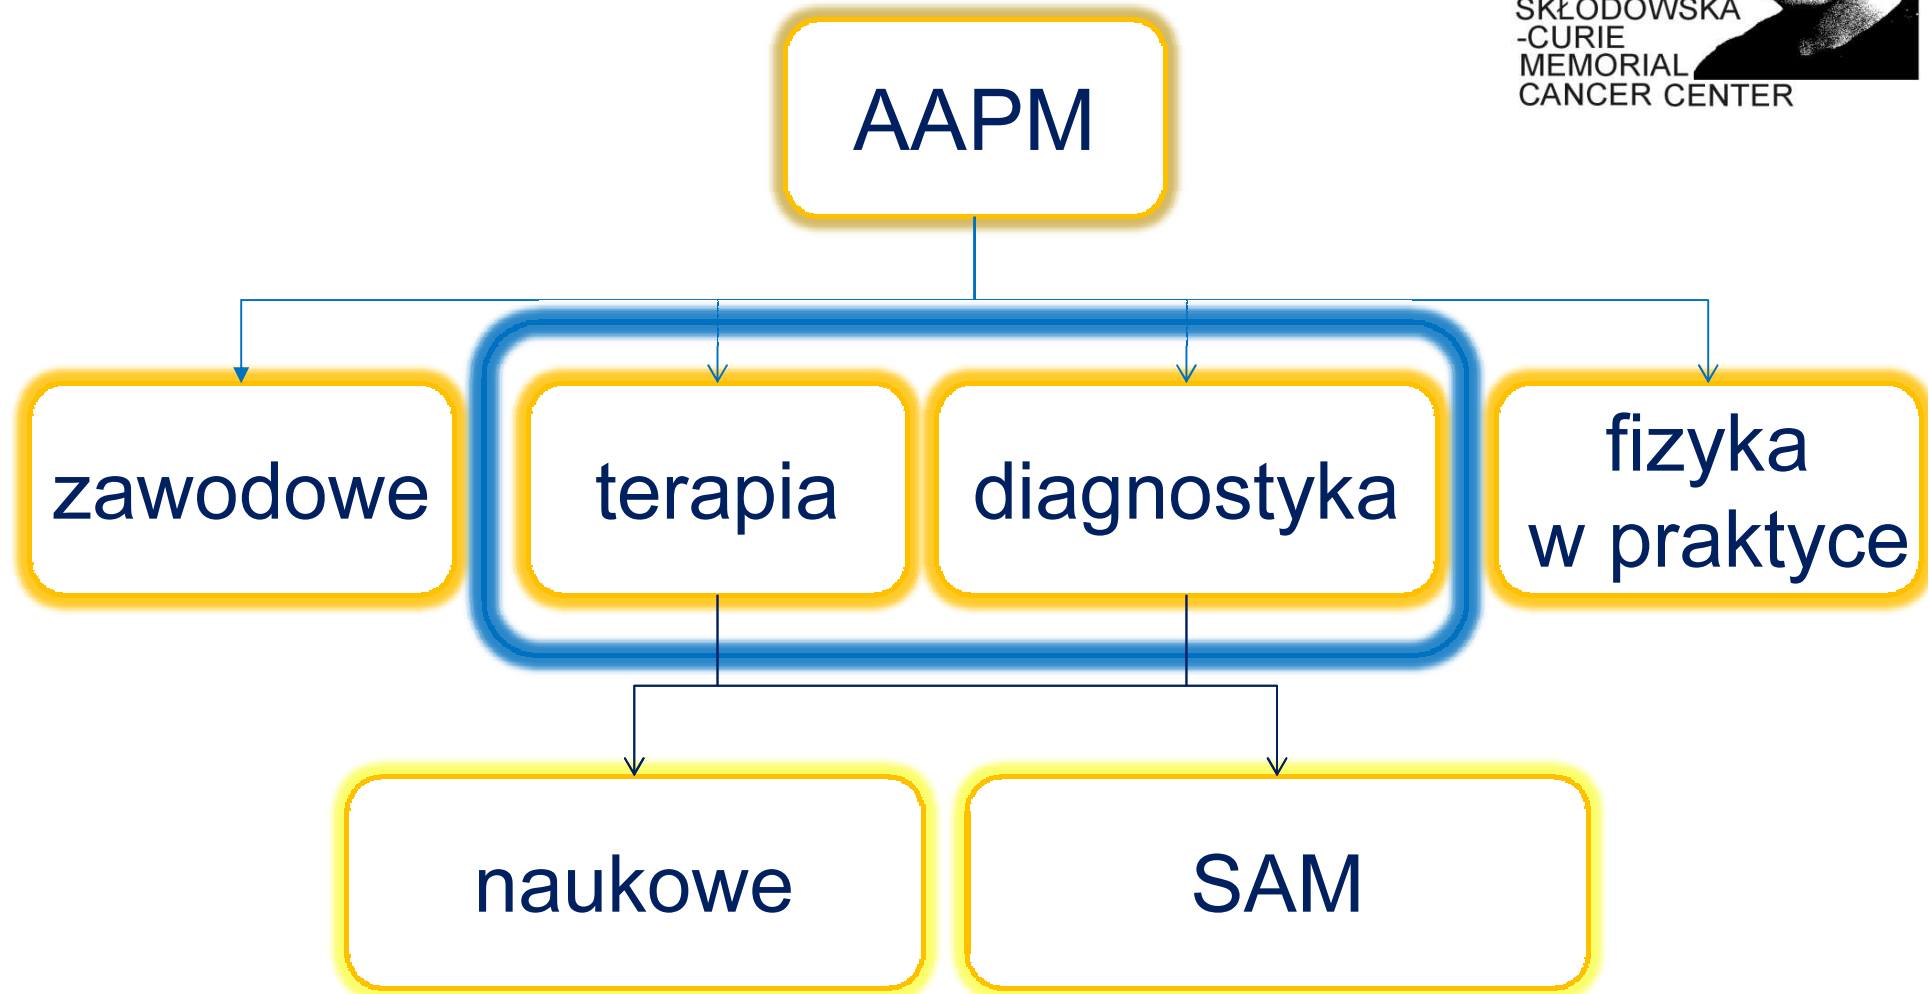 SKŁODOWSKA
-CURIE
MEMORIAL
CANCER CENTER
AAPM
zawodowe
terapia
diagnostyka
fizyka
w praktyce
naukowe
SAM